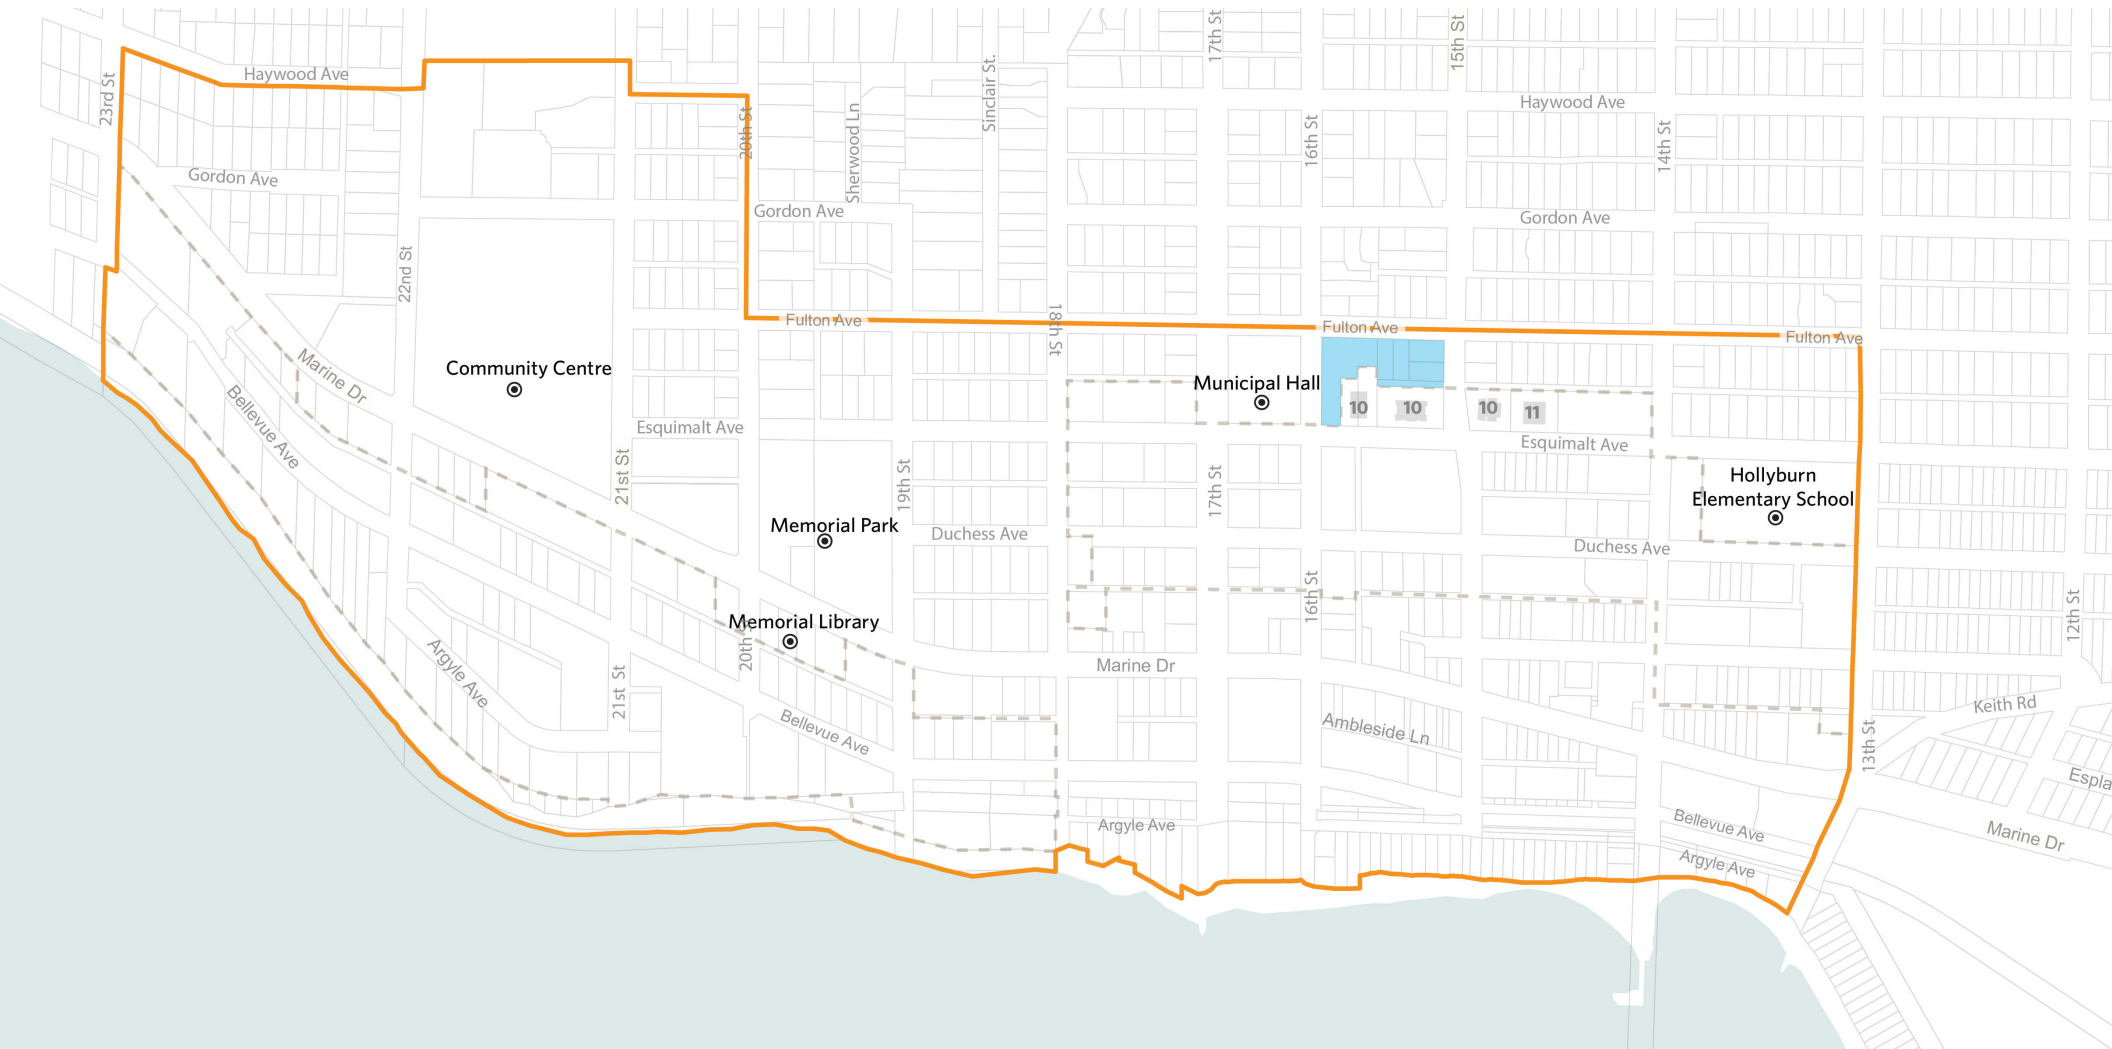 17th St
15th St
23rd St
Haywood Ave
Sinclair St.
Haywood Ave
20th St
Sherwood Ln
16th St
14th St
Gordon Ave
Gordon Ave
Gordon Ave
22nd St
18th St
Fulton Ave
Fulton Ave
Fulton Ave
Marine Dr
Community Centre
Municipal Hall
10
10
10
11
Bellevue Ave
Esquimalt Ave
Esquimalt Ave
21st St
19th St
17th St
Hollyburn
Elementary School
Memorial Park
Duchess Ave
Duchess Ave
16th St
12th St
Memorial Library
20th St
Argyle Ave
21st St
Marine Dr
Bellevue Ave
Ambleside Ln
Keith Rd
13th St
Espla
Argyle Ave
Bellevue Ave
Marine Dr
Argyle Ave